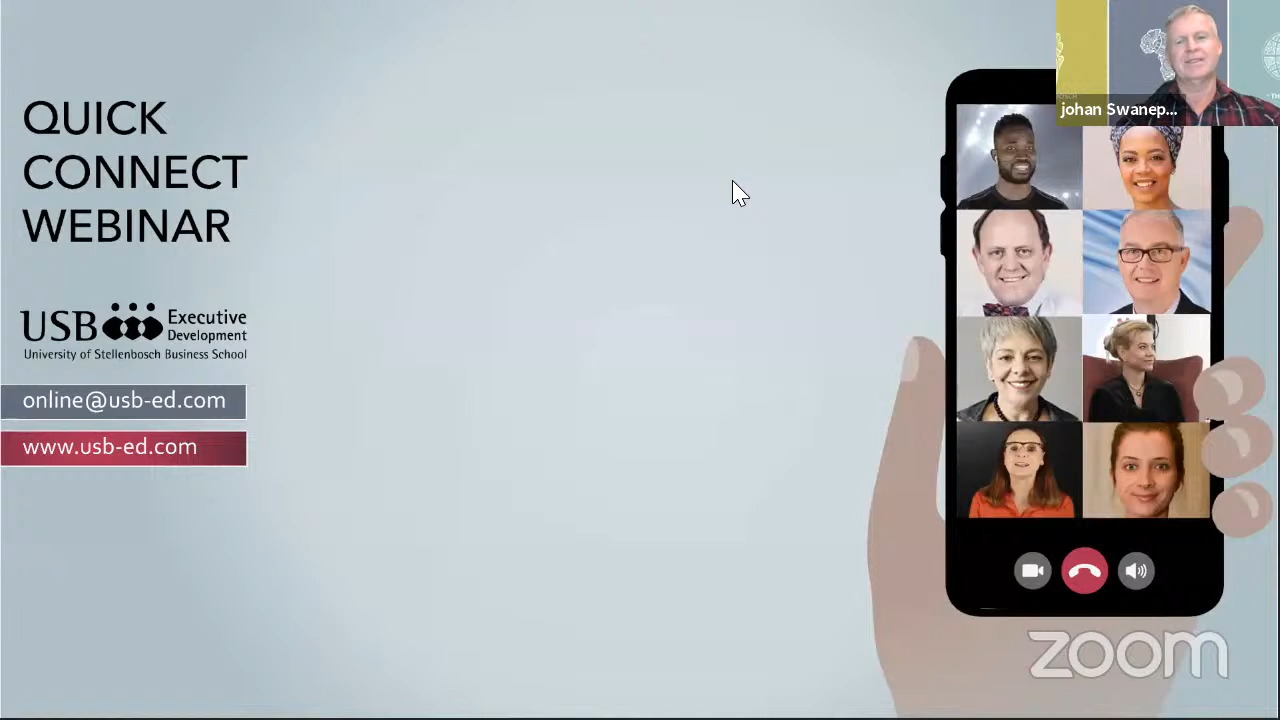 QUICK
CONNECT
WEBINAR
USB Executive
Development
University of Stellenbosch Business School
online@usb-ed.com
www.usb-ed.com
johan Swanep...
zoom